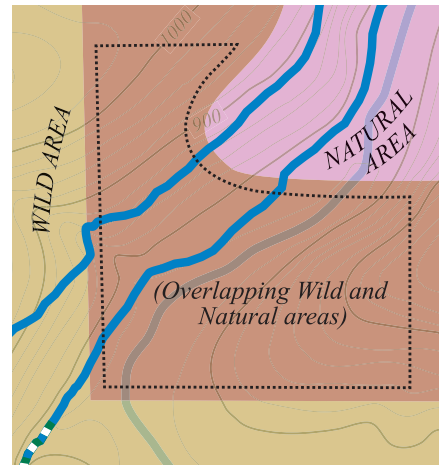 1000
900
NATURAL
AREA
WILD AREA
(Overlapping Wild and
Natural areas)